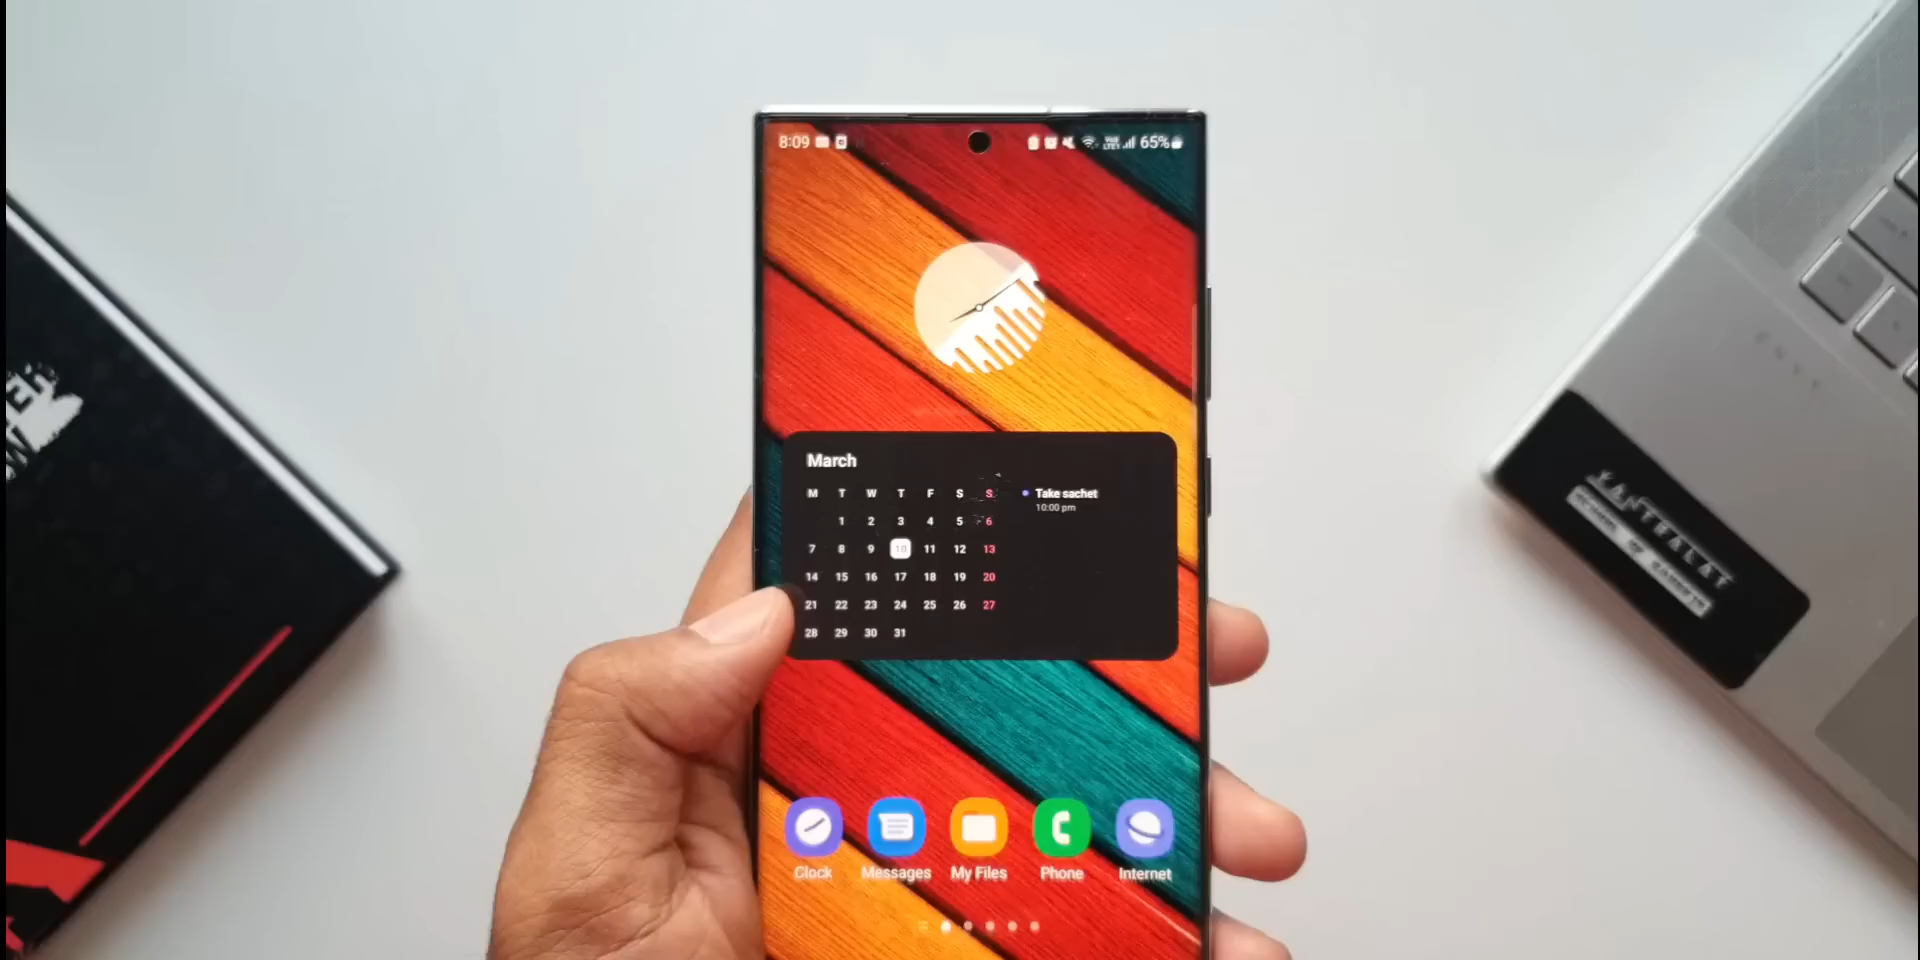 8:09
65%
March
M T W T F S S
1 2 3 4 5 6
7 8 9 10 11 12 13
14 15 16 17 18 19 20
21 22 23 24 25 26 27
28 29 30 31
Take sachet
10:00 pm
Clock Messages My Files Phone Internet